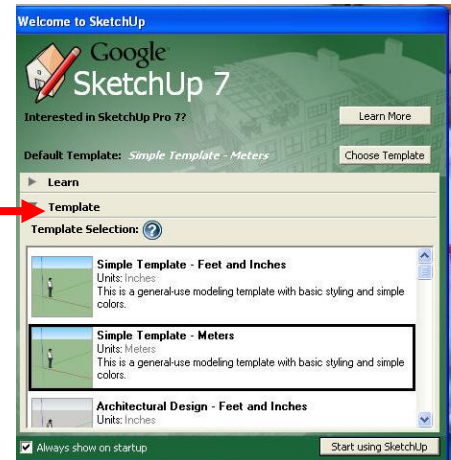 Welcome to SketchUp
Google
SketchUp 7
Interested in SketchUp Pro 7?
Learn More
Default Template: Simple Template - Meters
Choose Template
Learn
Template
Template Selection:
?
Simple Template - Feet and Inches
Units: Inches
This is a general-use modeling template with basic styling and simple
colors.
Simple Template - Meters
Units: Meters
This is a general-use modeling template with basic styling and simple
colors.
Architectural Design - Feet and Inches
Units: Inches
Always show on startup
Start using SketchUp